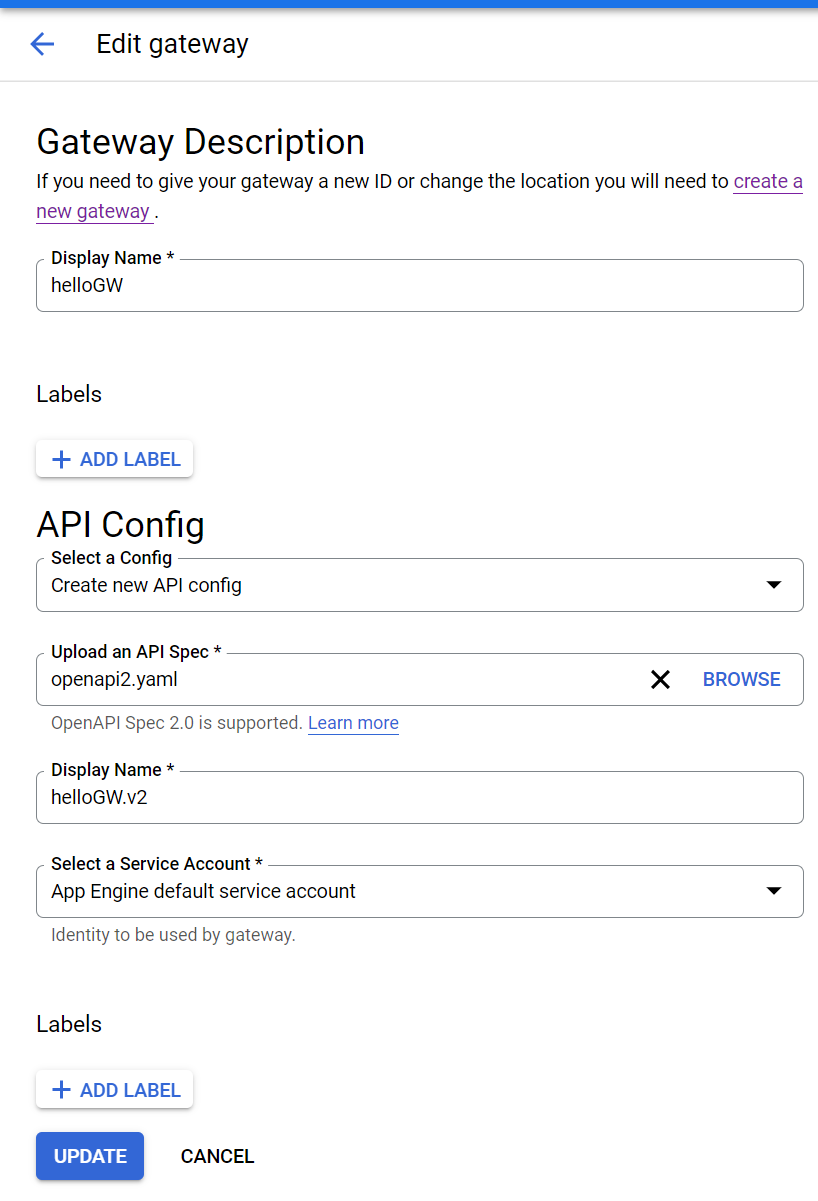 Edit gateway
Gateway Description
If you need to give your gateway a new ID or change the location you will need to create a
new gateway .
Display Name *
helloGW
Labels
ADD LABEL
API Config
Select a Config
Create new API config
Upload an API Spec *
openapi2.yaml
BROWSE
OpenAPI Spec 2.0 is supported. Learn more
Display Name *
helloGW.v2
Select a Service Account *
App Engine default service account
Identity to be used by gateway.
Labels
ADD LABEL
UPDATE CANCEL